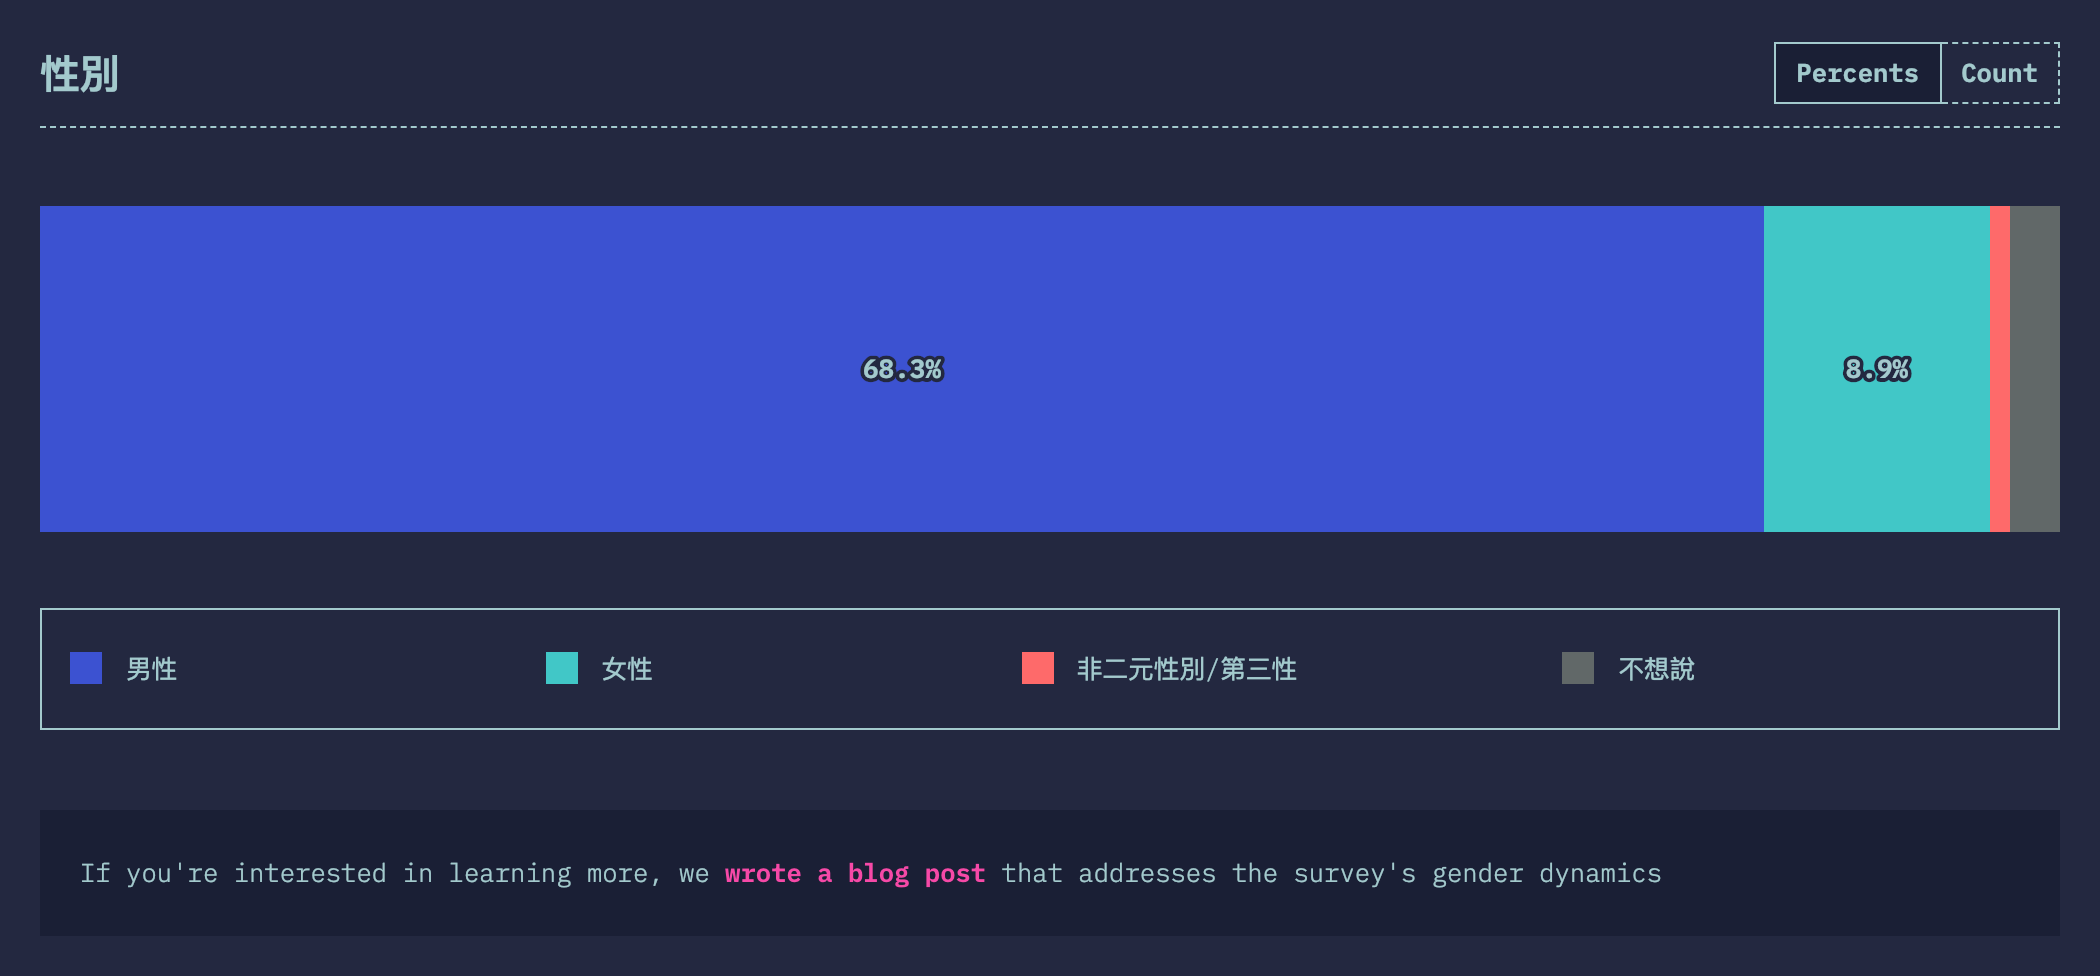 性別
Percents Count
68.3% 8.9%
男性 女性 非二元性別/第三性 不想說
If you're interested in learning more, we wrote a blog post that addresses the survey's gender dynamics